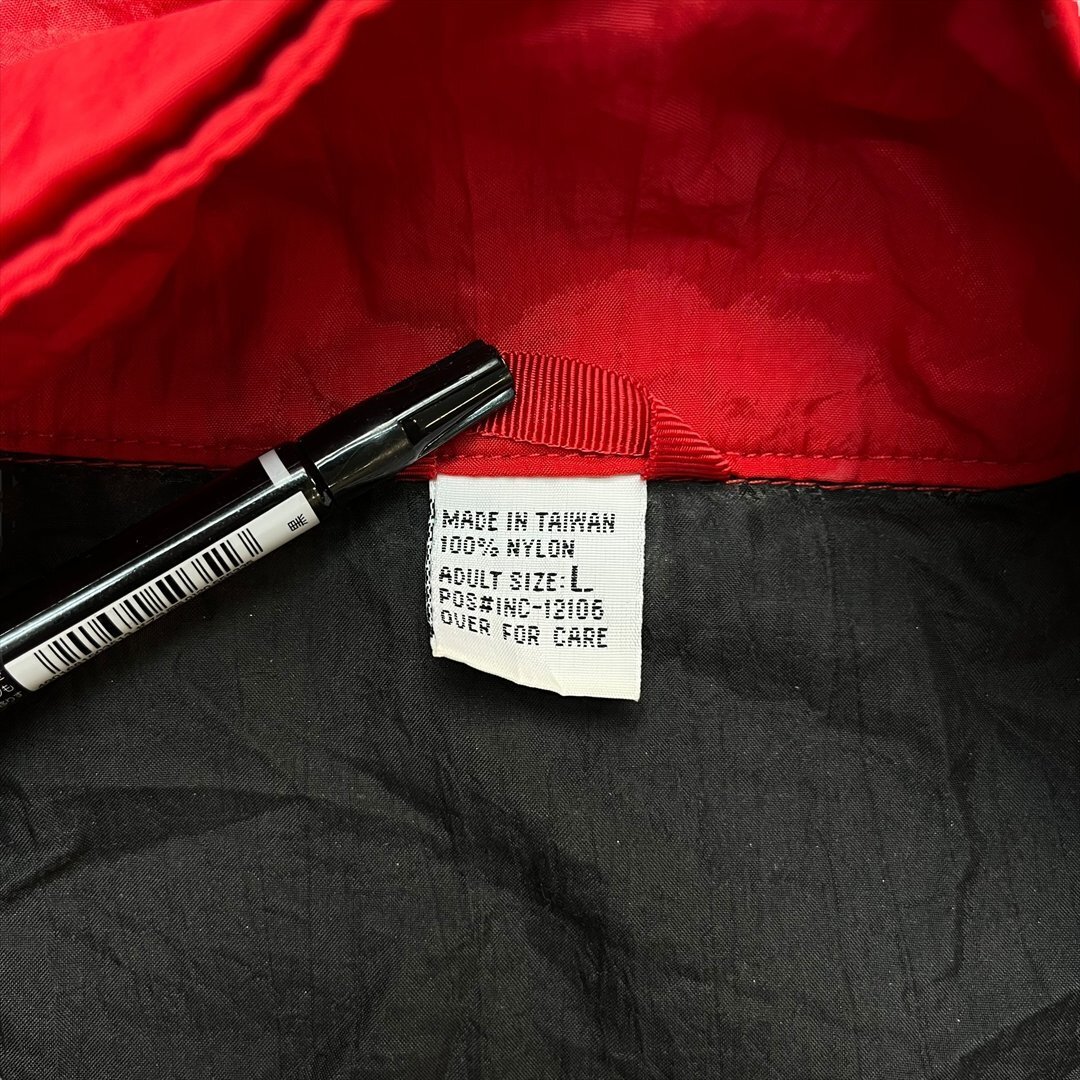 MADE IN TAIWAN
100% NYLON
ADULT SIZE: L
POS#INC-12106
OVER FOR CARE